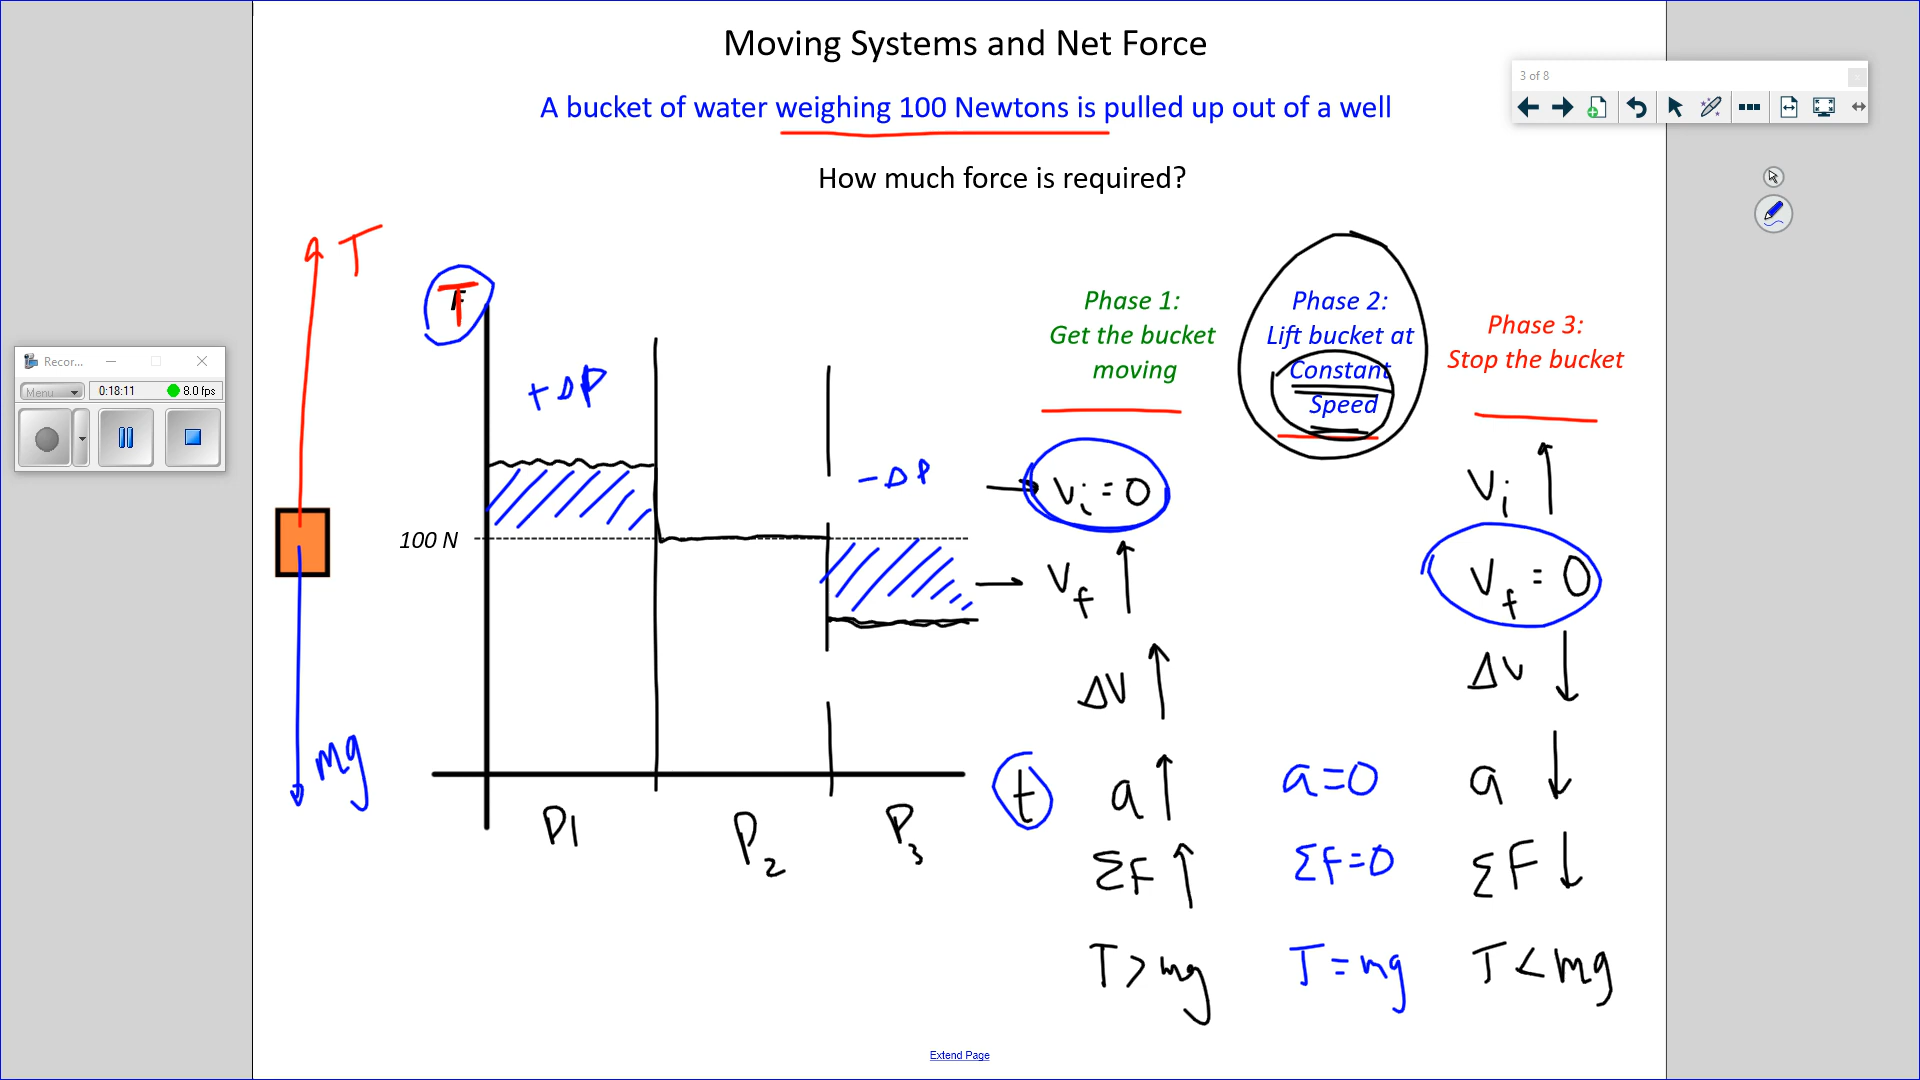 Moving Systems and Net Force
3 of 8
A bucket of water weighing 100 Newtons is pulled up out of a well
How much force is required?
T
T
Phase 1:
Get the bucket
moving
Phase 2:
Lift bucket at
Constant
Speed
Phase 3:
Stop the bucket
Recor...
Menu
0:18:11
8.0 fps
+ΔP
-ΔP
100 N
Vi = 0
Vf ↑
ΔV ↑
a ↑
ΣF ↑
T > mg
a = 0
ΣF = 0
T = mg
Vi ↑
Vf = 0
ΔV ↓
a ↓
ΣF ↓
T < mg
mg
t
P1
P2
P3
Extend Page